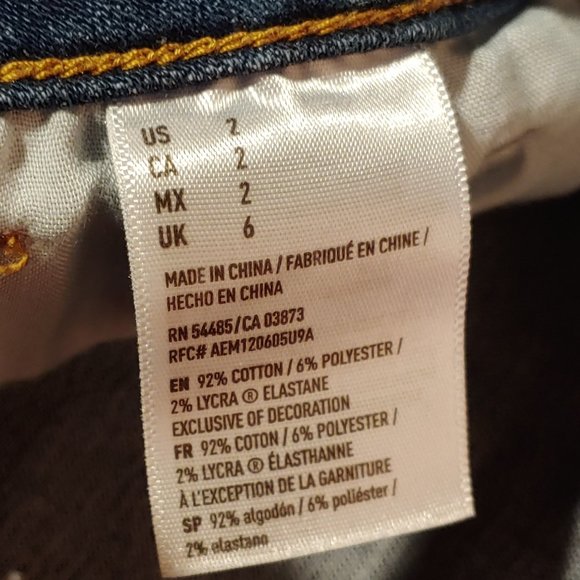 US 2
CA 2
MX 2
UK 6
MADE IN CHINA / FABRIQUÉ EN CHINE /
HECHO EN CHINA
RN 54485/CA 03873
RFC# AEM120605U9A
EN 92% COTTON / 6% POLYESTER /
2% LYCRA ® ELASTANE
EXCLUSIVE OF DECORATION
FR 92% COTON / 6% POLYESTER /
2% LYCRA ® ÉLASTHANNE
À L'EXCEPTION DE LA GARNITURE
SP 92% algodón / 6% poliéster /
2% elastano